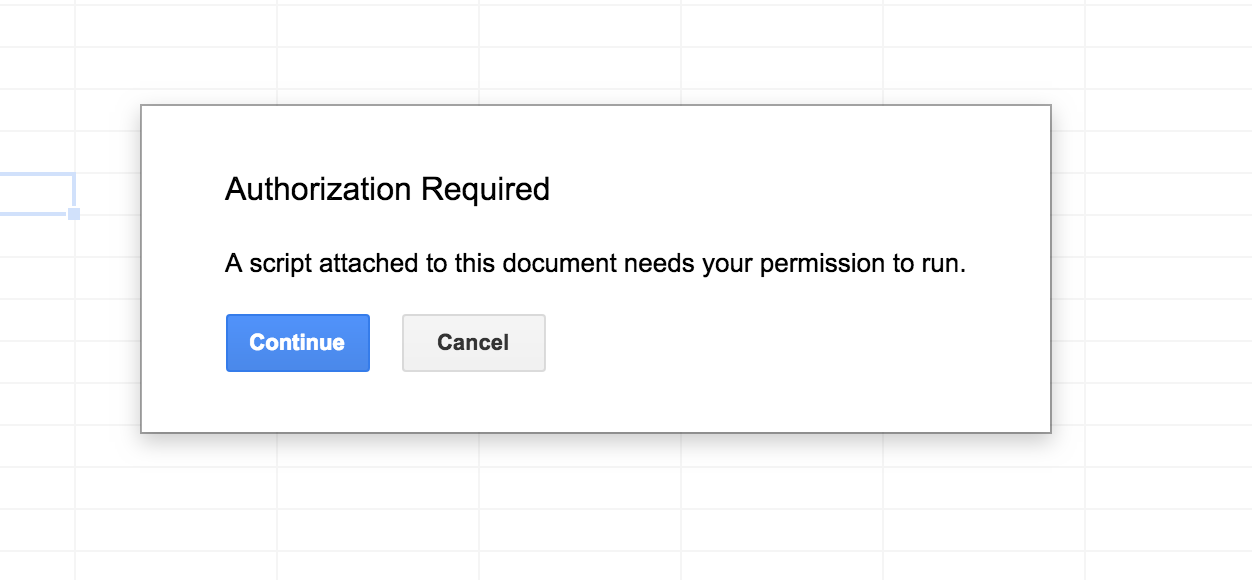 Authorization Required
A script attached to this document needs your permission to run.
Continue Cancel